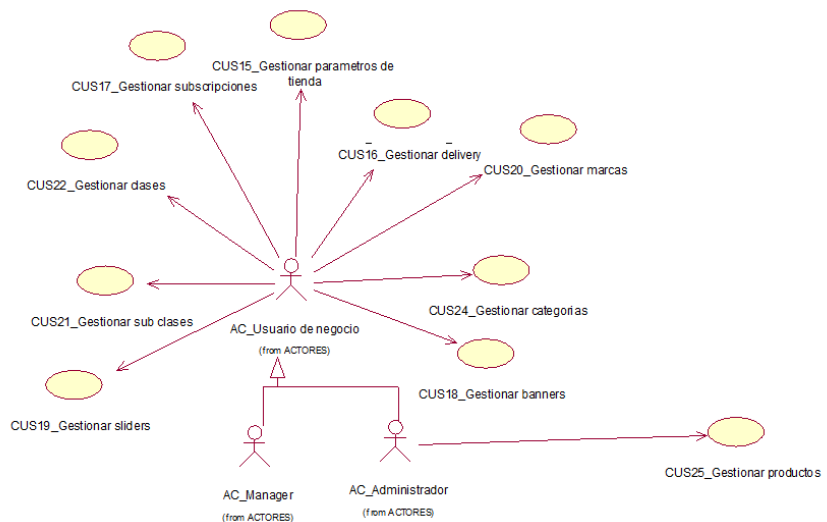 CUS15_Gestionar parametros de
tienda
CUS17_Gestionar subscripciones
CUS16_Gestionar delivery
CUS20_Gestionar marcas
CUS22_Gestionar clases
CUS24_Gestionar categorias
CUS21_Gestionar sub clases
AC_Usuario de negocio
(from ACTORES)
CUS18_Gestionar banners
CUS19_Gestionar sliders
CUS25_Gestionar productos
AC_Manager
(from ACTORES)
AC_Administrador
(from ACTORES)